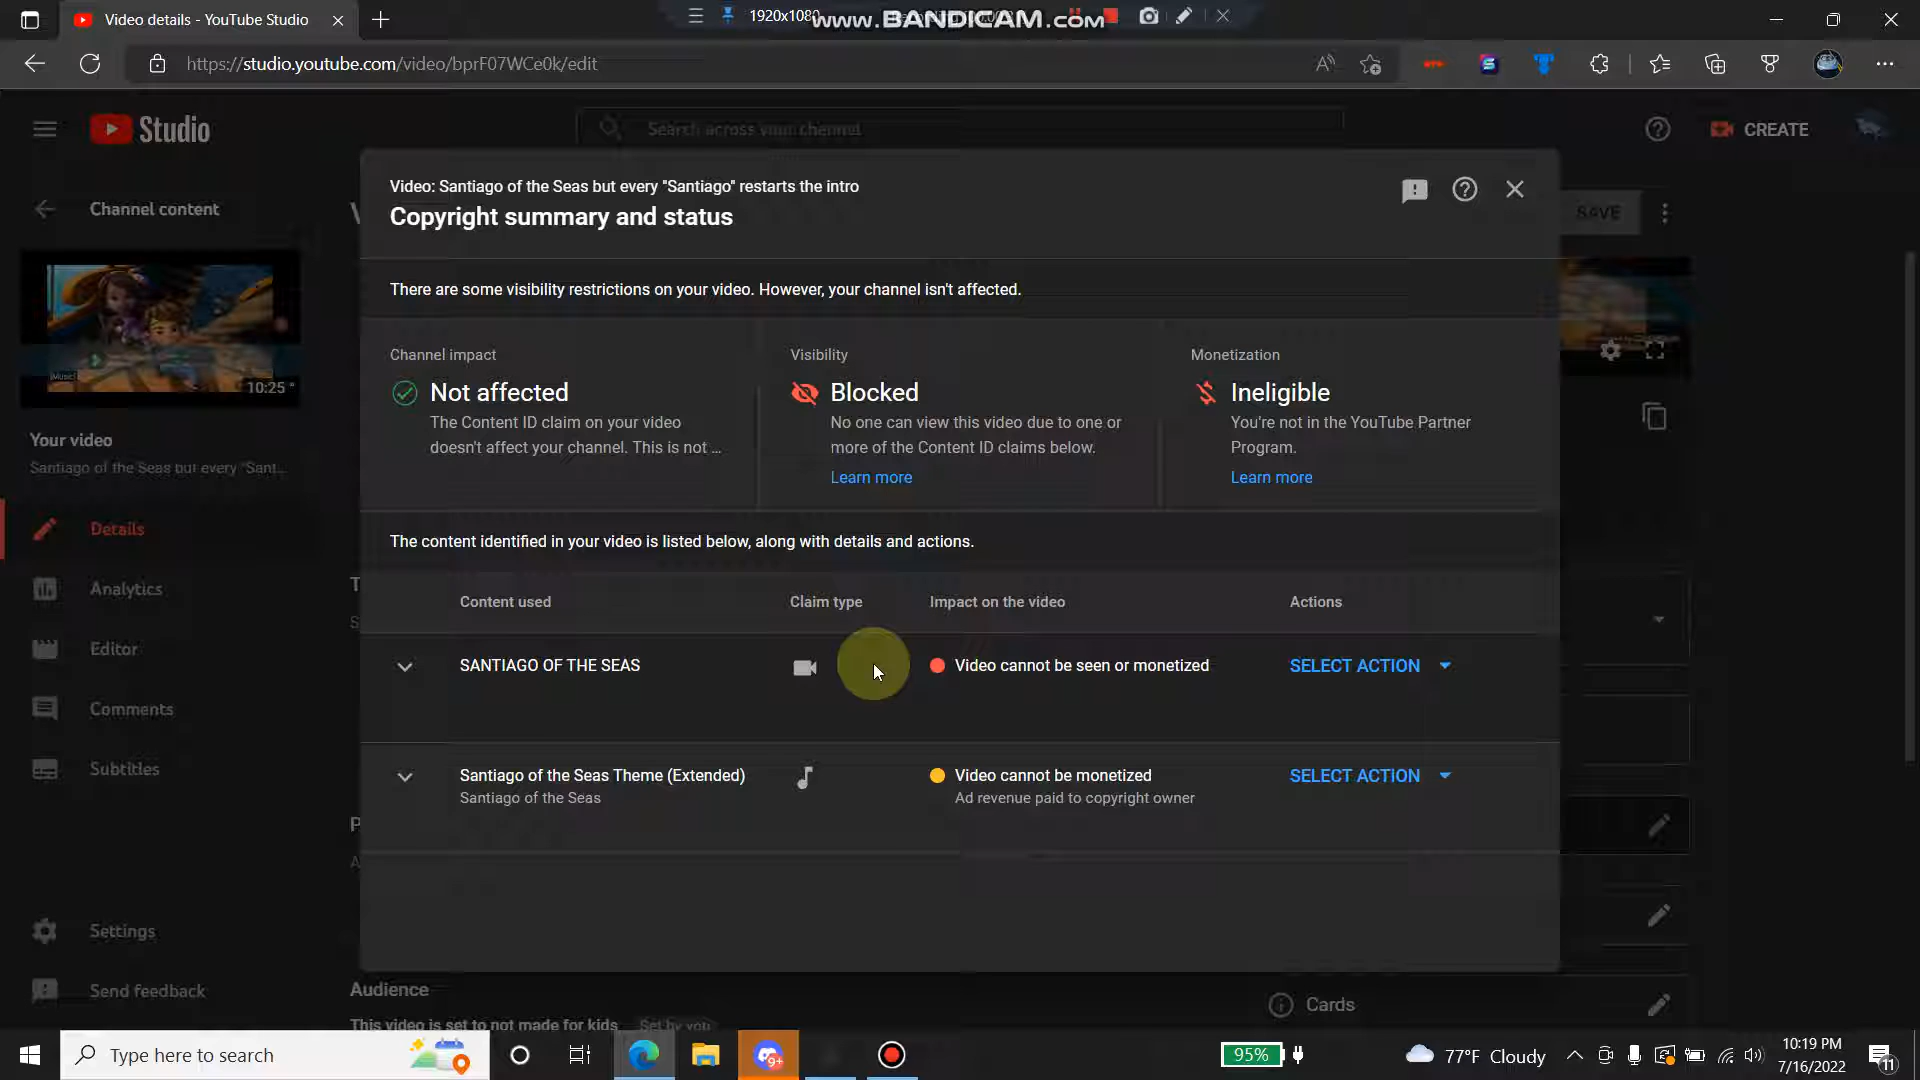 Video details - YouTube Studio
1920x1080
www.BANDICAM.com
https://studio.youtube.com/video/bprF07WCe0k/edit
Studio
Search across your channel
CREATE
Channel content
SAVE
Video: Santiago of the Seas but every "Santiago" restarts the intro
Copyright summary and status
There are some visibility restrictions on your video. However, your channel isn't affected.
Channel impact
Not affected
The Content ID claim on your video
doesn't affect your channel. This is not ...
Visibility
Blocked
No one can view this video due to one or
more of the Content ID claims below.
Learn more
Monetization
Ineligible
You're not in the YouTube Partner
Program.
Learn more
10:25
Your video
Santiago of the Seas but every "Sant...
Details
Analytics
Editor
Comments
Subtitles
Settings
Send feedback
The content identified in your video is listed below, along with details and actions.
Content used
Claim type
Impact on the video
Actions
SANTIAGO OF THE SEAS
Video cannot be seen or monetized
SELECT ACTION
Santiago of the Seas Theme (Extended)
Santiago of the Seas
Video cannot be monetized
Ad revenue paid to copyright owner
SELECT ACTION
Audience
This video is set to not made for kids
Set by you
Cards
Type here to search
9+
95%
77°F Cloudy
10:19 PM
7/16/2022
11